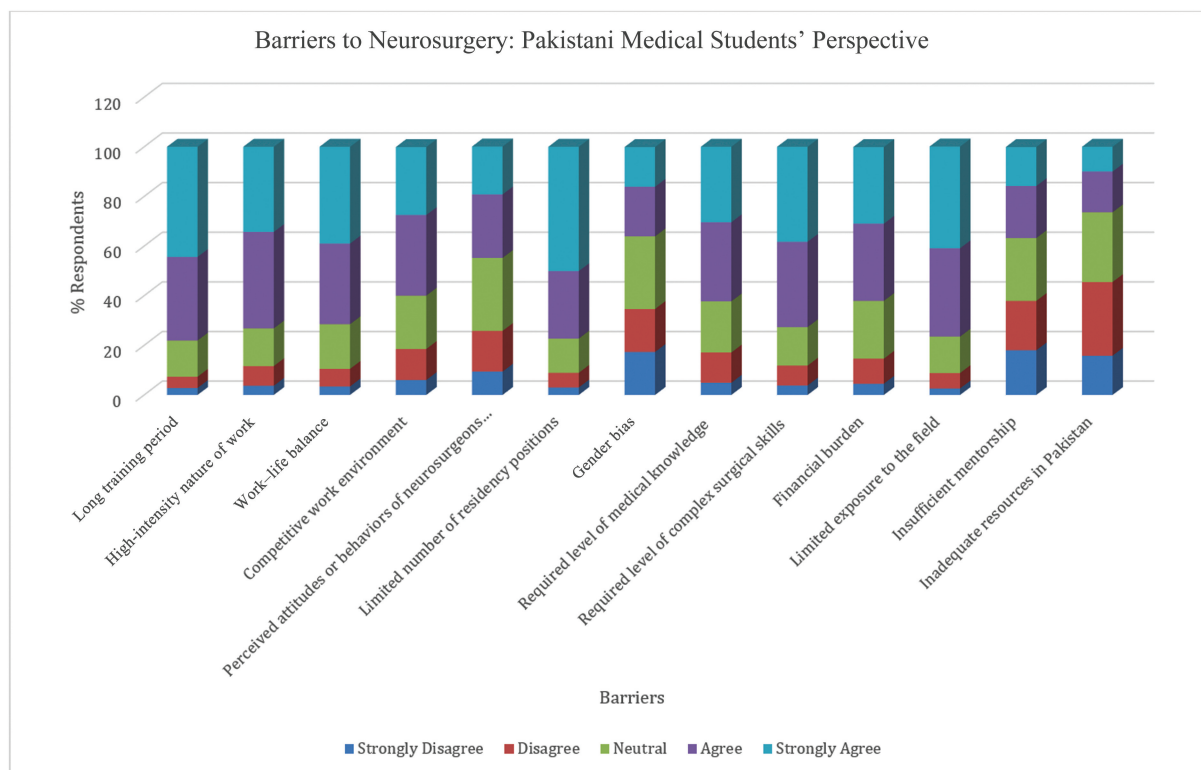 Barriers to Neurosurgery: Pakistani Medical Students’ Perspective
120
100
80
60
40
20
0
% Respondents
Long training period
High-intensity nature of work
Work–life balance
Competitive work environment
Perceived attitudes or behaviors of neurosurgeons...
Limited number of residency positions
Gender bias
Required level of medical knowledge
Required level of complex surgical skills
Financial burden
Limited exposure to the field
Insufficient mentorship
Inadequate resources in Pakistan
Barriers
Strongly Disagree Disagree Neutral Agree Strongly Agree